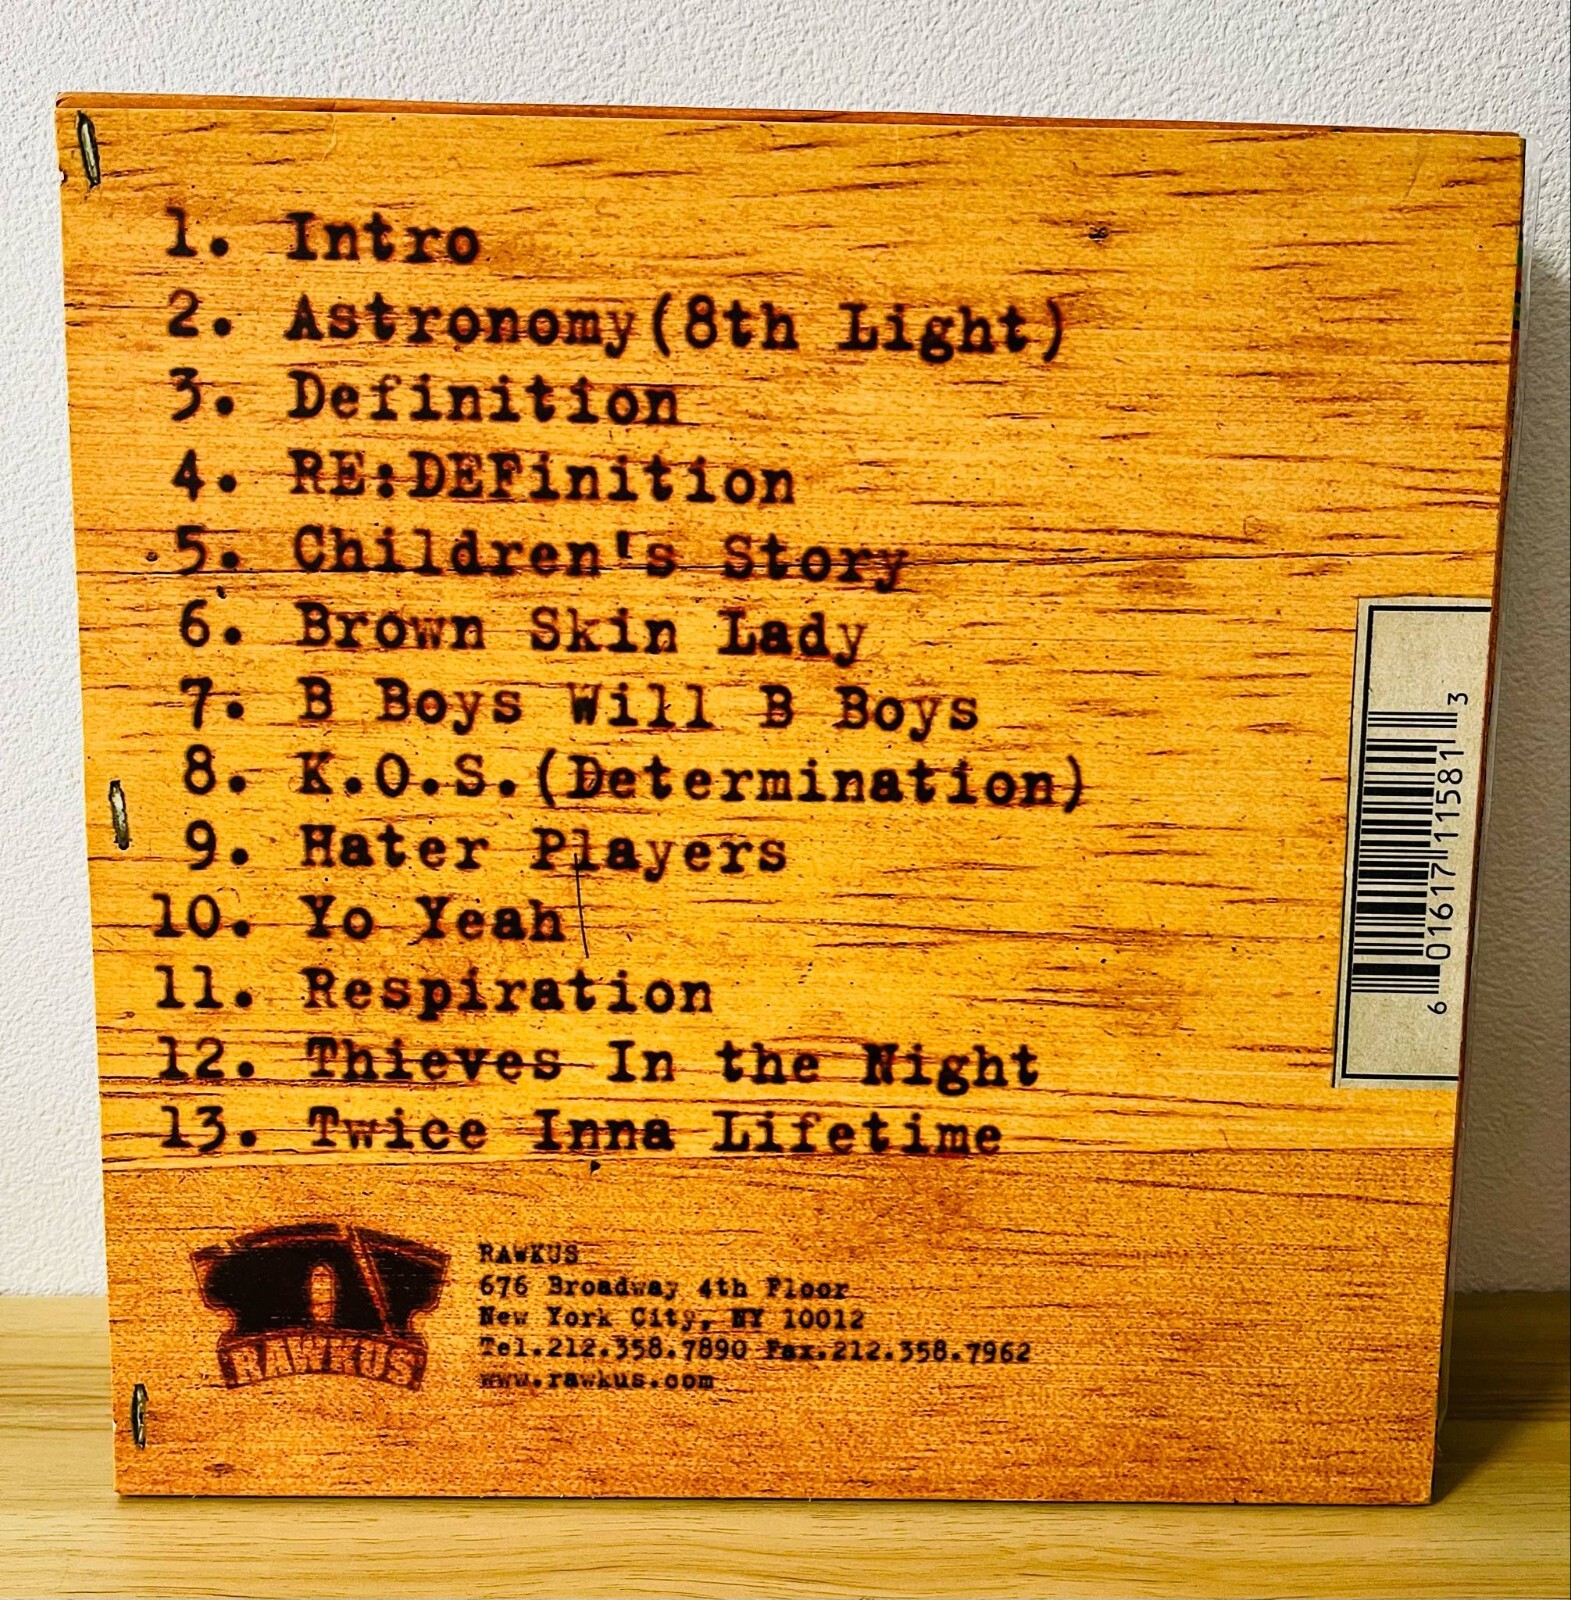 1. Intro
2. Astronomy(8th Light)
3. Definition
4. RE:DEFinition
5. Children's Story
6. Brown Skin Lady
7. B Boys Will B Boys
8. K.O.S.(Determination)
9. Hater Players
10. Yo Yeah
11. Respiration
12. Thieves In the Night
13. Twice Inna Lifetime
6 01617 11581 3
RAWKUS
RAWKUS
676 Broadway 4th Floor
New York City, NY 10012
Tel.212.358.7890 Fax.212.358.7962
www.rawkus.com